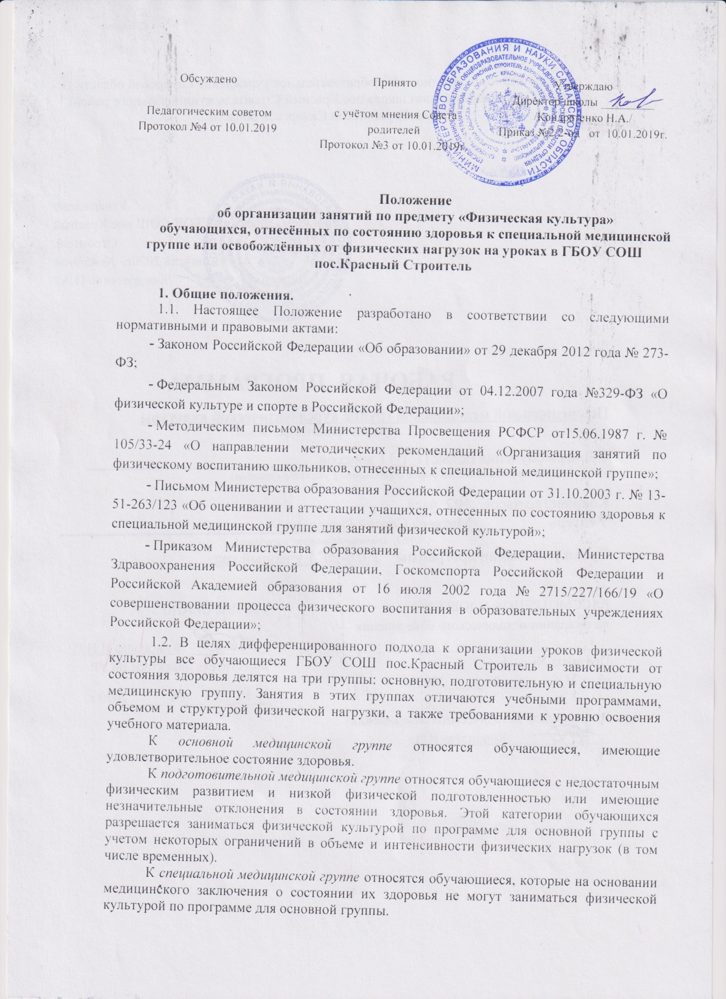 Обсуждено
Педагогическим советом
Протокол №4 от 10.01.2019
Принято
с учётом мнения Совета
родителей
Протокол №3 от 10.01.2019г.
Утверждаю
Директор школы
/Кондратенко Н.А./
от 10.01.2019г.
МИНИСТЕРСТВО ОБРАЗОВАНИЯ И НАУКИ САМАРСКОЙ ОБЛАСТИ
Положение
об организации занятий по предмету «Физическая культура»
обучающихся, отнесённых по состоянию здоровья к специальной медицинской
группе или освобождённых от физических нагрузок на уроках в ГБОУ СОШ
пос.Красный Строитель
1. Общие положения.
1.1. Настоящее Положение разработано в соответствии со следующими
нормативными и правовыми актами:
- Законом Российской Федерации «Об образовании» от 29 декабря 2012 года № 273-
ФЗ;
- Федеральным Законом Российской Федерации от 04.12.2007 года №329-ФЗ «О
физической культуре и спорте в Российской Федерации»;
- Методическим письмом Министерства Просвещения РСФСР от15.06.1987 г. №
105/33-24 «О направлении методических рекомендаций «Организация занятий по
физическому воспитанию школьников, отнесенных к специальной медицинской группе»;
- Письмом Министерства образования Российской Федерации от 31.10.2003 г. № 13-
51-263/123 «Об оценивании и аттестации учащихся, отнесенных по состоянию здоровья к
специальной медицинской группе для занятий физической культурой»;
- Приказом Министерства образования Российской Федерации, Министерства
Здравоохранения Российской Федерации, Госкомспорта Российской Федерации и
Российской Академией образования от 16 июля 2002 года № 2715/227/166/19 «О
совершенствовании процесса физического воспитания в образовательных учреждениях
Российской Федерации»;
1.2. В целях дифференцированного подхода к организации уроков физической
культуры все обучающиеся ГБОУ СОШ пос.Красный Строитель в зависимости от
состояния здоровья делятся на три группы: основную, подготовительную и специальную
медицинскую группу. Занятия в этих группах отличаются учебными программами,
объемом и структурой физической нагрузки, а также требованиями к уровню освоения
учебного материала.
К основной медицинской группе относятся обучающиеся, имеющие
удовлетворительное состояние здоровья.
К подготовительной медицинской группе относятся обучающиеся с недостаточным
физическим развитием и низкой физической подготовленностью или имеющие
незначительные отклонения в состоянии здоровья. Этой категории обучающихся
разрешается заниматься физической культурой по программе для основной группы с
учетом некоторых ограничений в объеме и интенсивности физических нагрузок (в том
числе временных).
К специальной медицинской группе относятся обучающиеся, которые на основании
медицинского заключения о состоянии их здоровья не могут заниматься физической
культурой по программе для основной группы.